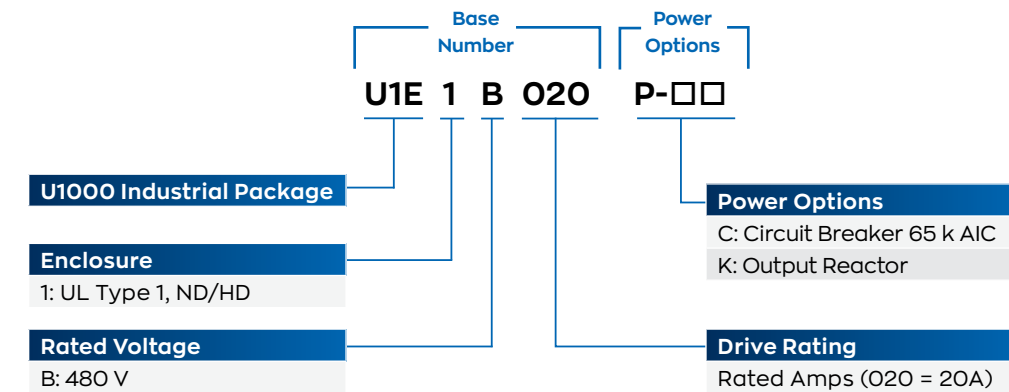 Base Number
Power Options
U1E 1 B 020 P-□□
U1000 Industrial Package
Enclosure
1: UL Type 1, ND/HD
Rated Voltage
B: 480 V
Power Options
C: Circuit Breaker 65 k AIC
K: Output Reactor
Drive Rating
Rated Amps (020 = 20A)